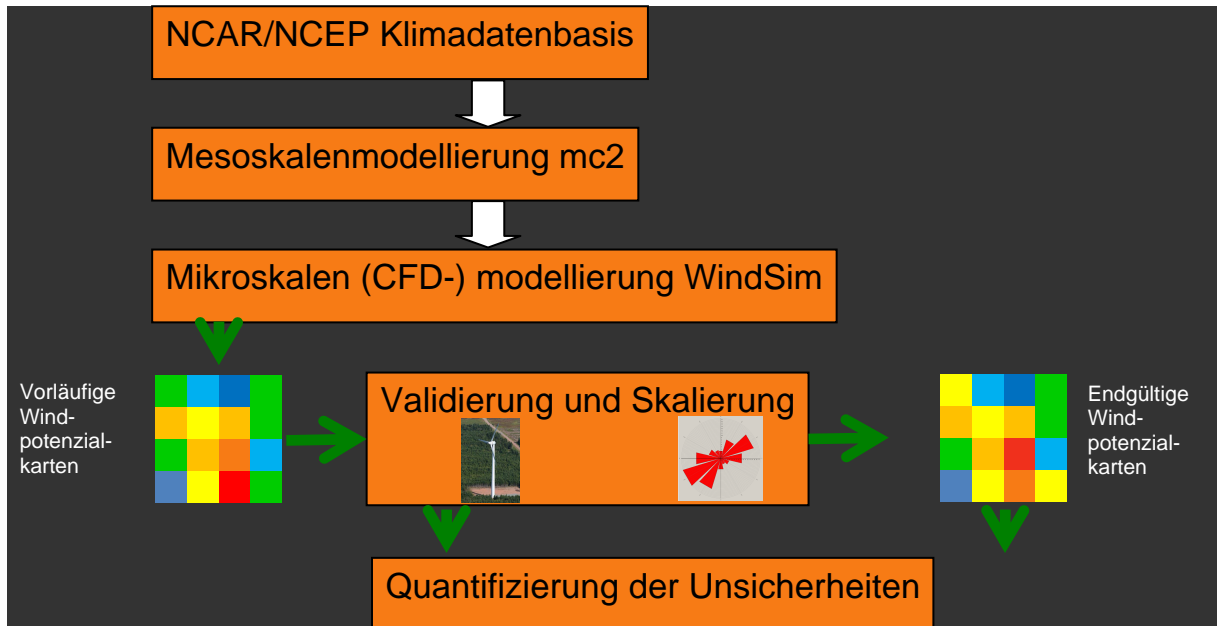 NCAR/NCEP Klimadatenbasis
Mesoskalenmodellierung mc2
Mikroskalen (CFD-) modellierung WindSim
Vorläufige
Wind-
potenzial-
karten
Validierung und Skalierung
Endgültige
Wind-
potenzial-
karten
Quantifizierung der Unsicherheiten